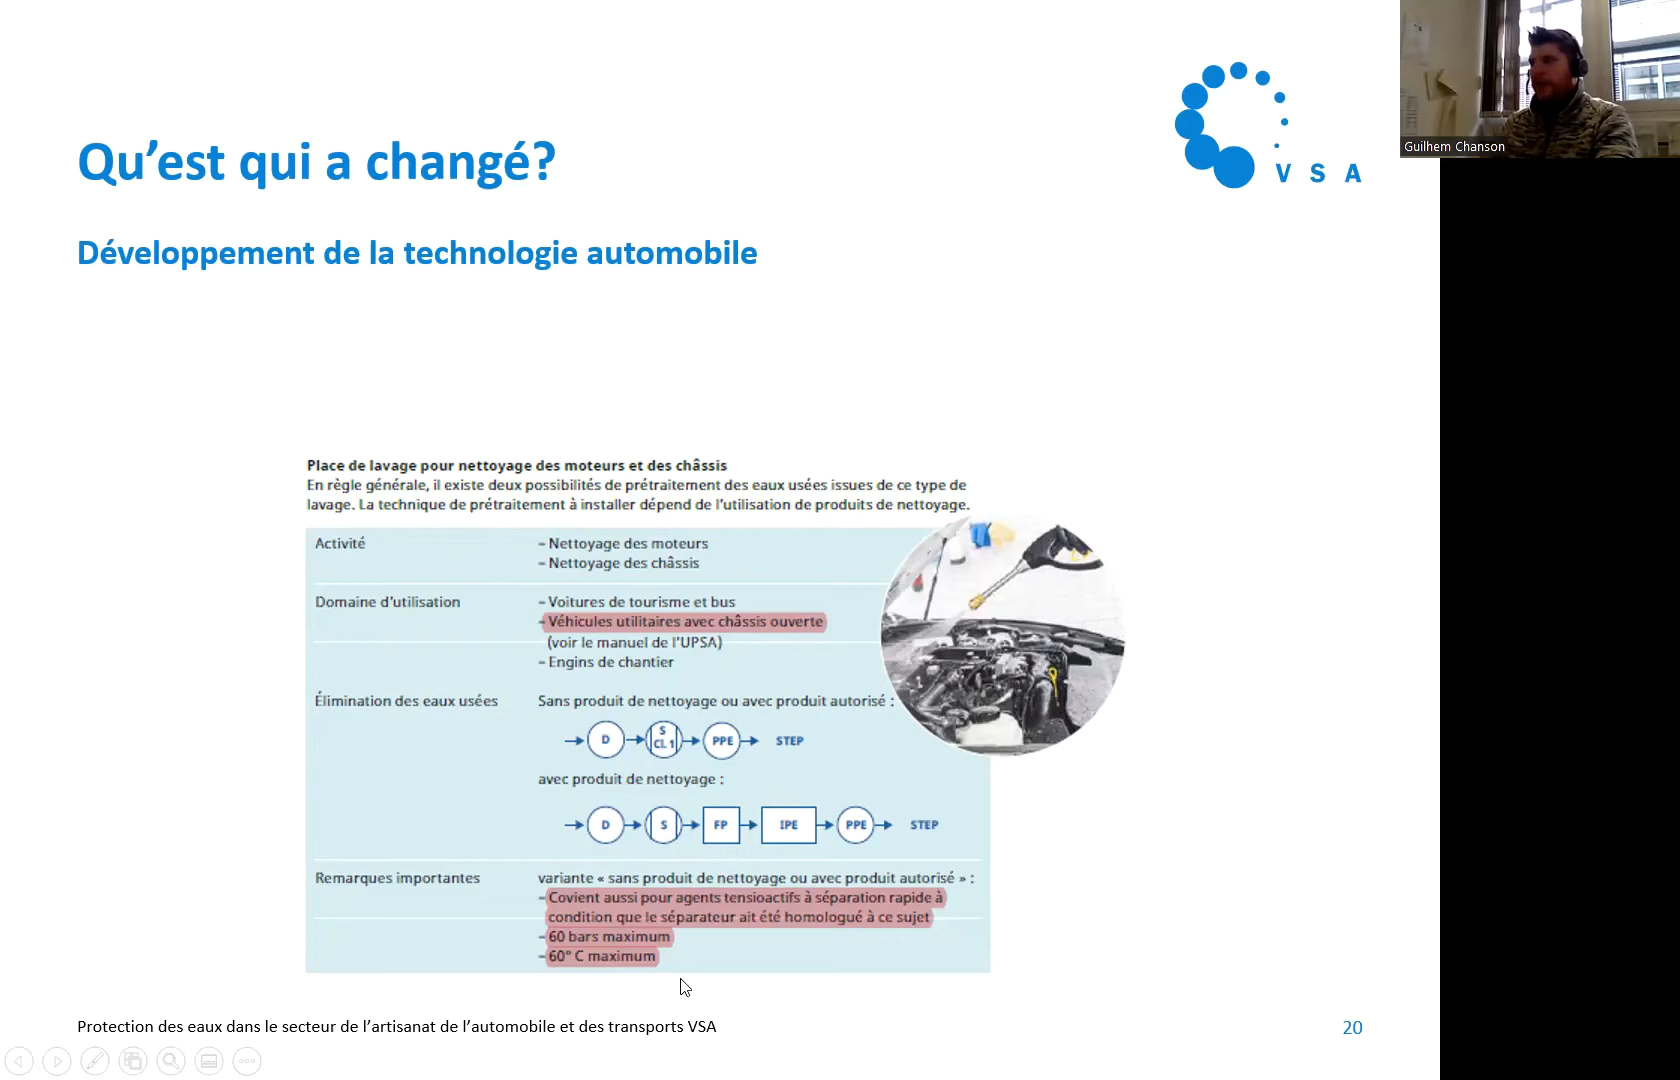 Guilhem Chanson
V S A
Qu’est qui a changé?
Développement de la technologie automobile
Place de lavage pour nettoyage des moteurs et des châssis
En règle générale, il existe deux possibilités de prétraitement des eaux usées issues de ce type de
lavage. La technique de prétraitement à installer dépend de l’utilisation de produits de nettoyage.
Activité
– Nettoyage des moteurs
– Nettoyage des châssis
Domaine d’utilisation
– Voitures de tourisme et bus
– Véhicules utilitaires avec châssis ouverte
(voir le manuel de l’UPSA)
– Engins de chantier
Élimination des eaux usées
Sans produit de nettoyage ou avec produit autorisé :
D S Cl. 1 PPE STEP
avec produit de nettoyage :
D S FP IPE PPE STEP
Remarques importantes
variante « sans produit de nettoyage ou avec produit autorisé » :
– Covient aussi pour agents tensioactifs à séparation rapide à
condition que le séparateur ait été homologué à ce sujet
– 60 bars maximum
– 60° C maximum
Protection des eaux dans le secteur de l’artisanat de l’automobile et des transports VSA
20